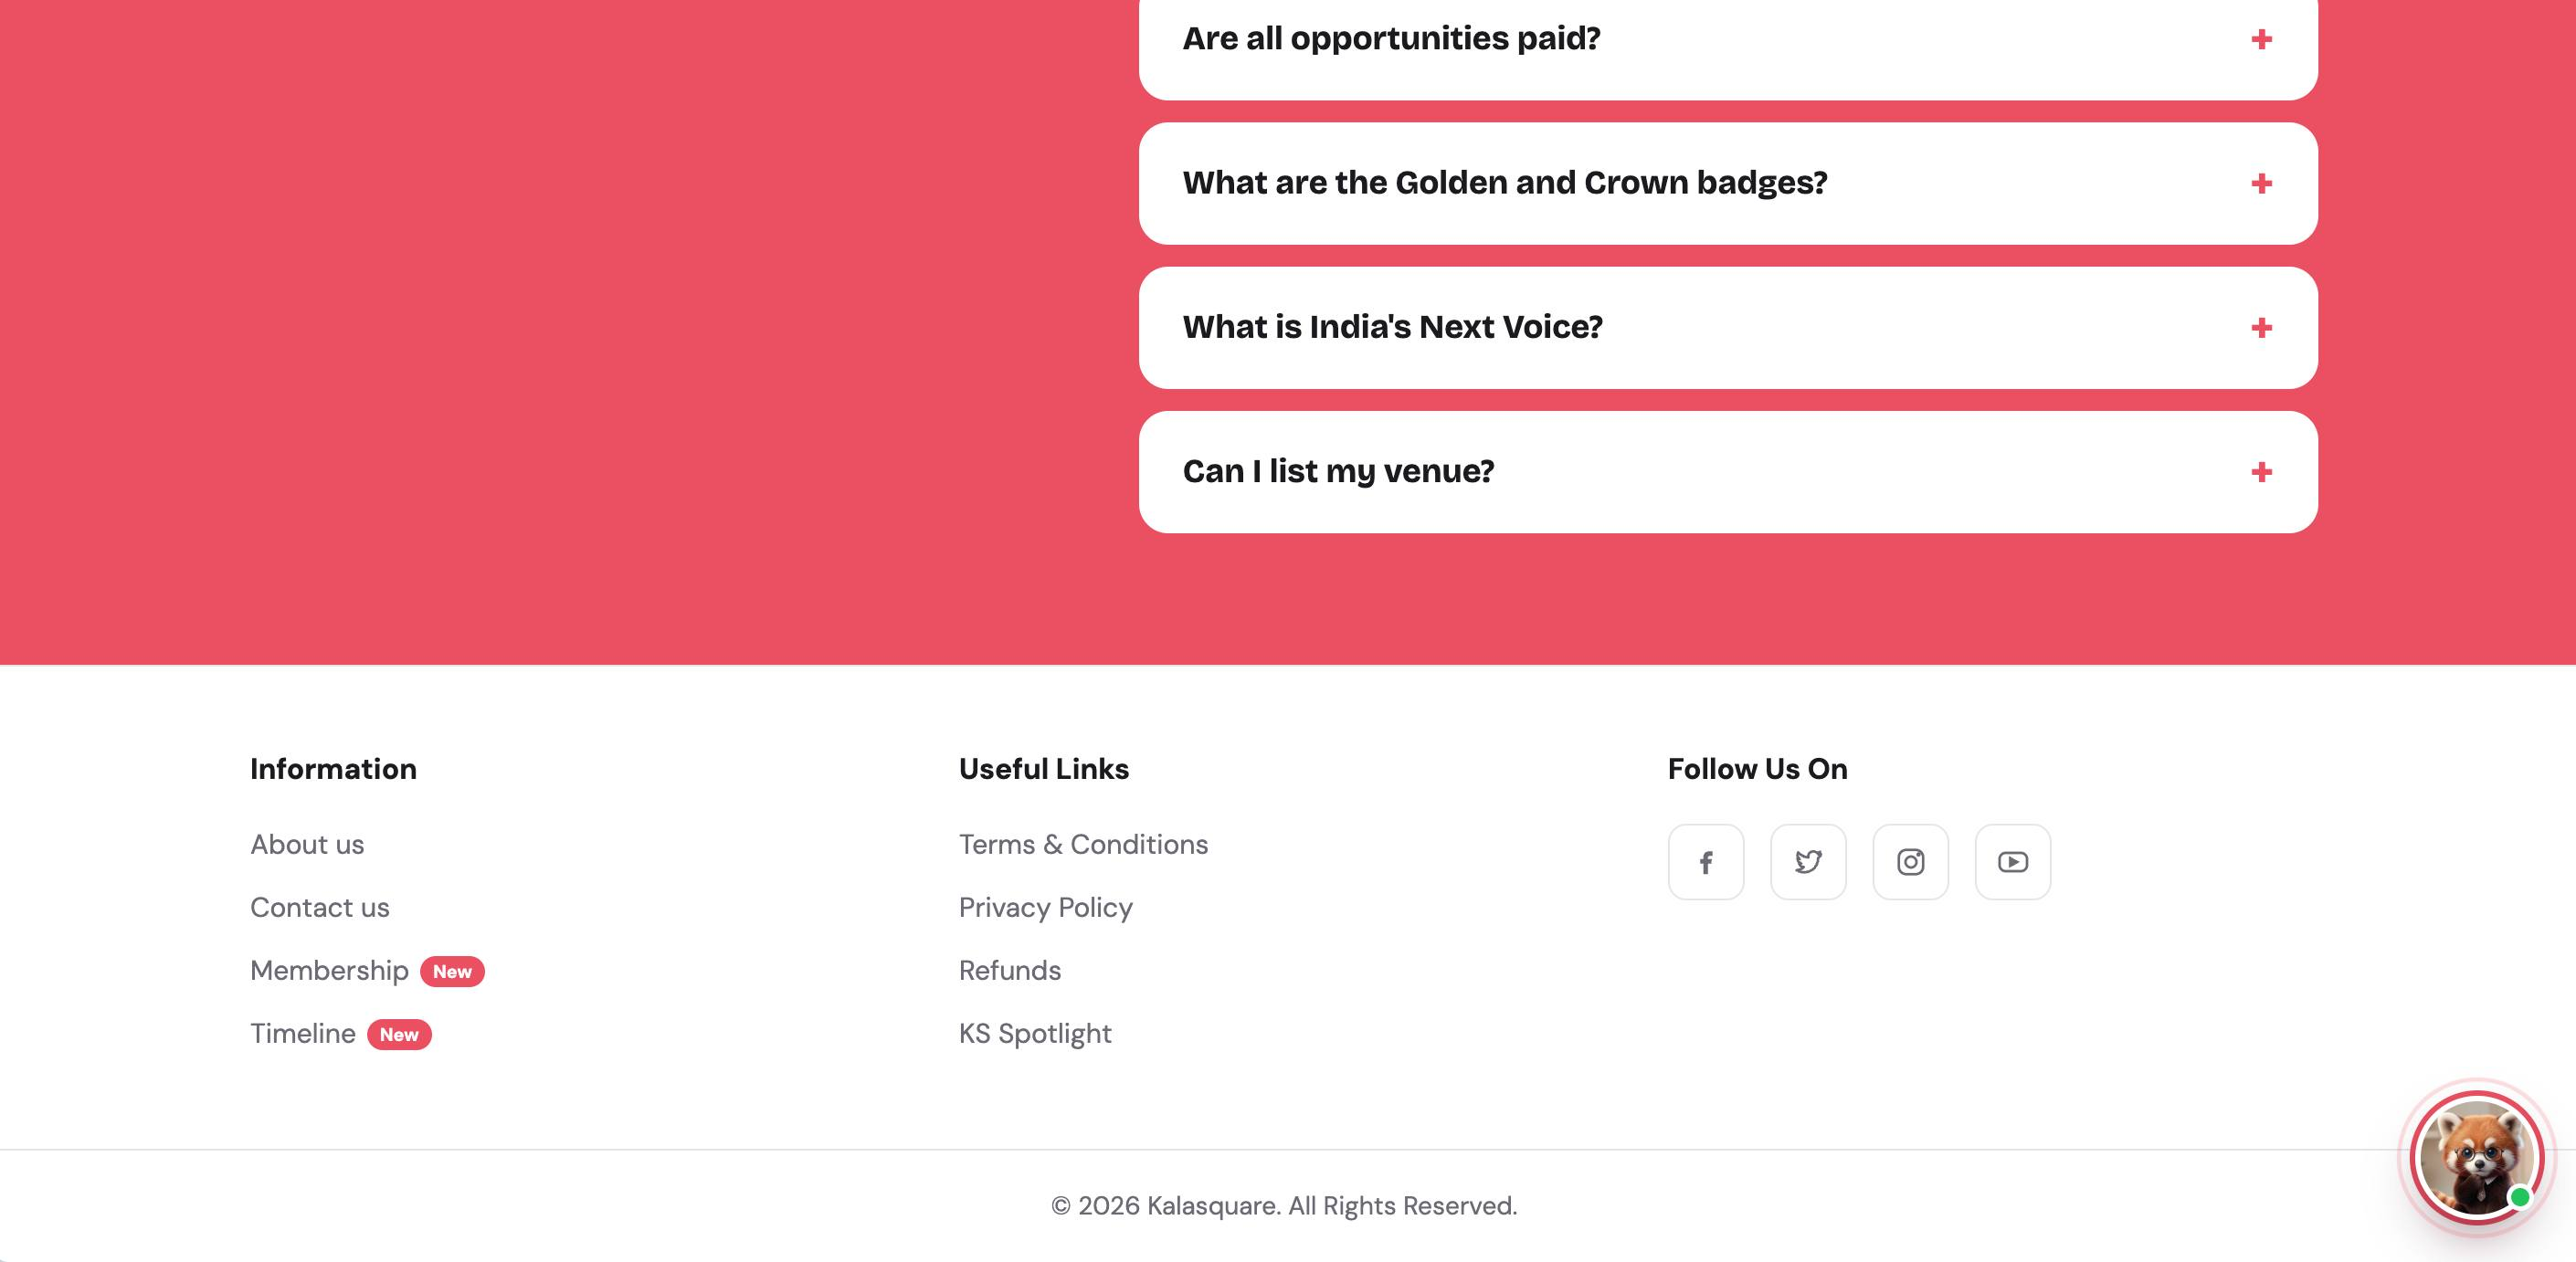 Are all opportunities paid?
+
What are the Golden and Crown badges?
+
What is India's Next Voice?
+
Can I list my venue?
+
Information
About us
Contact us
Membership New
Timeline New
Useful Links
Terms & Conditions
Privacy Policy
Refunds
KS Spotlight
Follow Us On
© 2026 Kalasquare. All Rights Reserved.